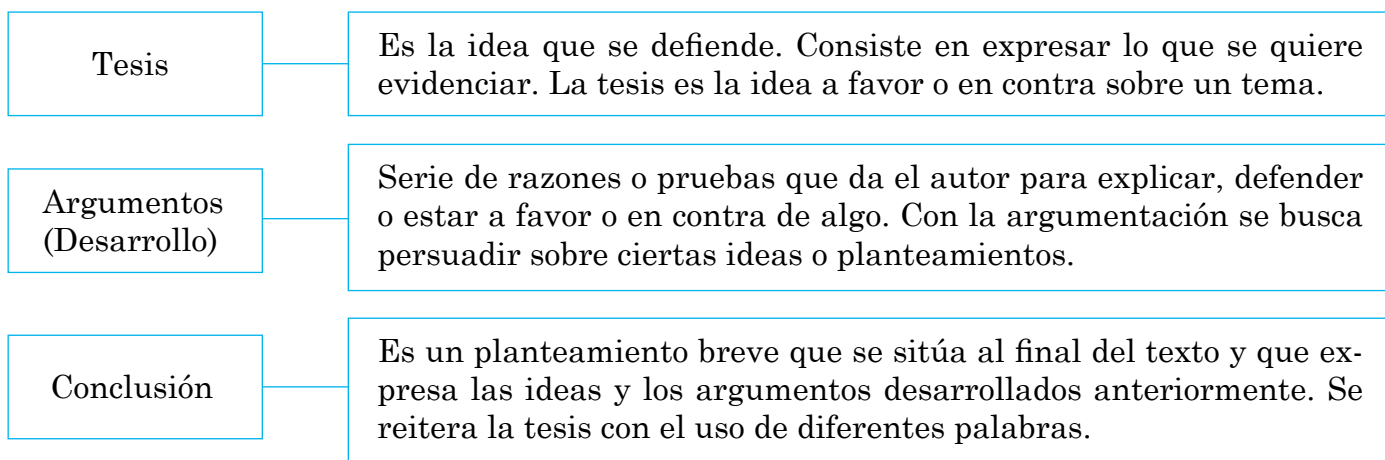 Tesis
Es la idea que se defiende. Consiste en expresar lo que se quiere
evidenciar. La tesis es la idea a favor o en contra sobre un tema.
Argumentos
(Desarrollo)
Serie de razones o pruebas que da el autor para explicar, defender
o estar a favor o en contra de algo. Con la argumentación se busca
persuadir sobre ciertas ideas o planteamientos.
Conclusión
Es un planteamiento breve que se sitúa al final del texto y que ex-
presa las ideas y los argumentos desarrollados anteriormente. Se
reitera la tesis con el uso de diferentes palabras.